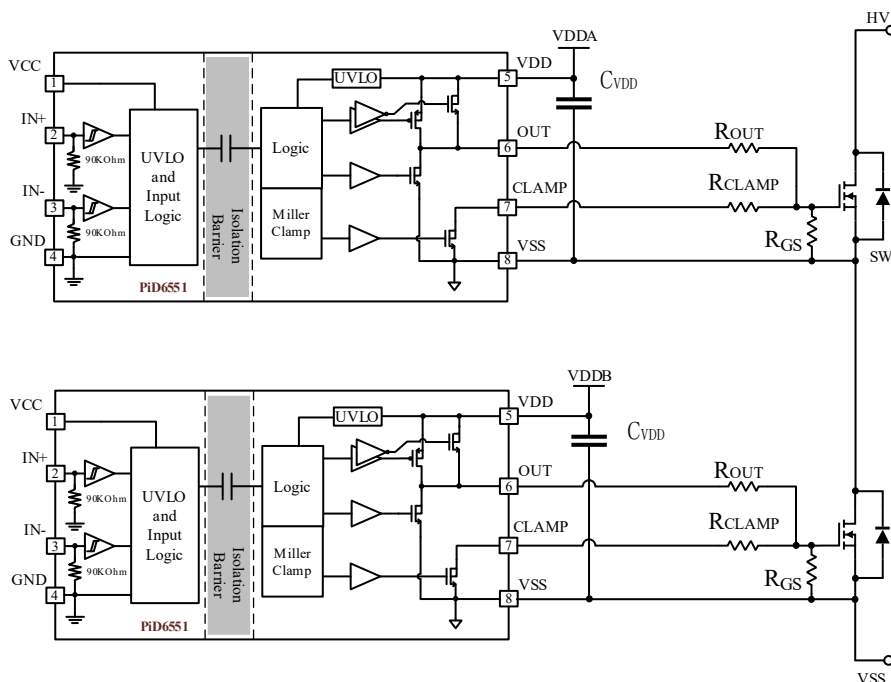 HV
VDDA
VCC
VDD
1
UVLO
5
CVDD
IN+
OUT
2
6
ROUT
90KOhm
UVLO
and
Input
Logic
Logic
IN-
CLAMP
3
7
RCLAMP
90KOhm
Isolation
Barrier
Miller
Clamp
RGS
GND
VSS
4
8
SW
PiD6551
VDDB
VCC
VDD
1
UVLO
5
CVDD
IN+
OUT
2
6
ROUT
90KOhm
UVLO
and
Input
Logic
Logic
IN-
CLAMP
3
7
RCLAMP
90KOhm
Isolation
Barrier
Miller
Clamp
RGS
GND
VSS
4
8
PiD6551
VSS